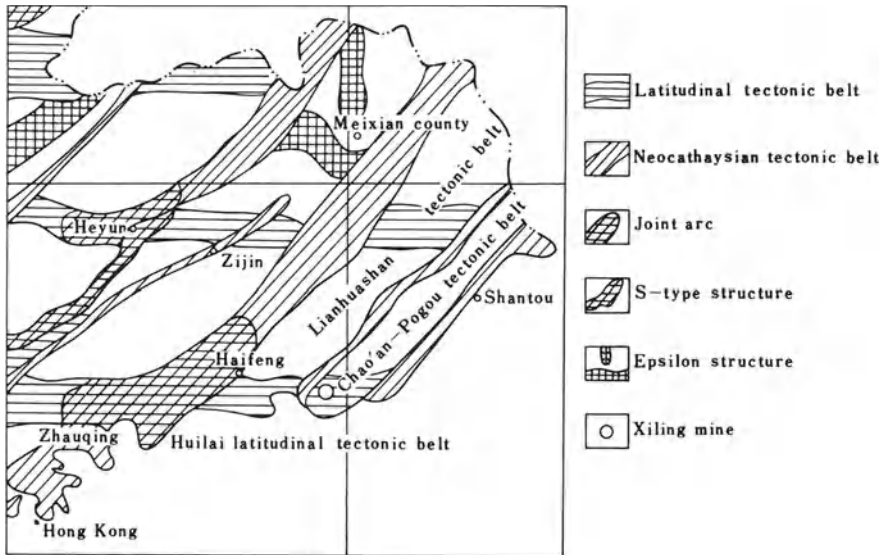 Meixian county
tectonic belt
Heyun
Zijin
Lianhuashan
Chao'an-Pogou tectonic belt
Shantou
Haifeng
Zhauqing
Huilai latitudinal tectonic belt
Hong Kong
Latitudinal tectonic belt
Neocathaysian tectonic belt
Joint arc
S-type structure
Epsilon structure
Xiling mine